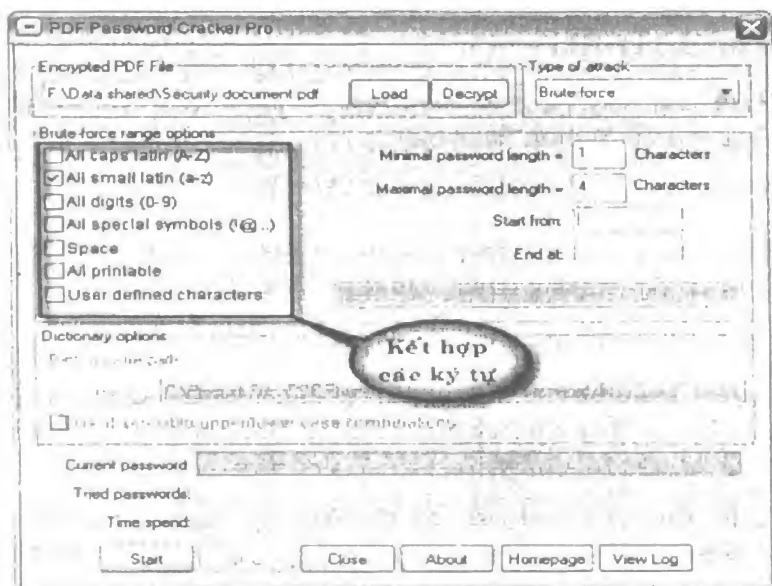 PDF Password Cracker Pro
Encrypted PDF File
Type of attack
F:\Data shared\Security document.pdf
Load
Decrypt
Brute-force
Brute-force range options
All caps latin (A-Z)
All small latin (a-z)
All digits (0-9)
All special symbols (!@...)
Space
All printable
User defined characters
Minimal password length = 1 Characters
Maximal password length = 4 Characters
Start from:
End at:
Kết hợp
các ký tự
Dictionary options
Current password
Tried passwords:
Time spend:
Start
Close
About
Homepage
View Log